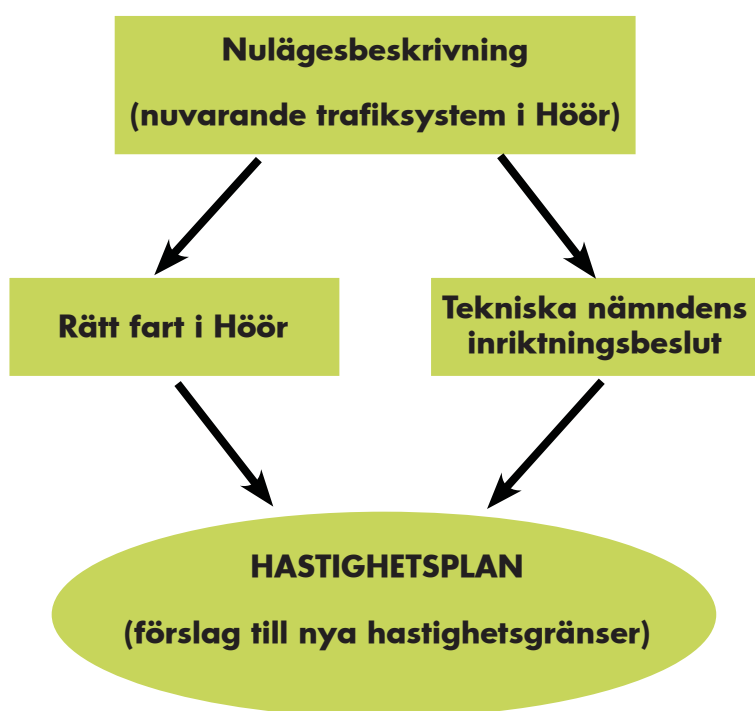 Nulägesbeskrivning
(nuvarande trafiksystem i Höör)
Rätt fart i Höör
Tekniska nämndens
inriktningsbeslut
HASTIGHETSPLAN
(förslag till nya hastighetsgränser)